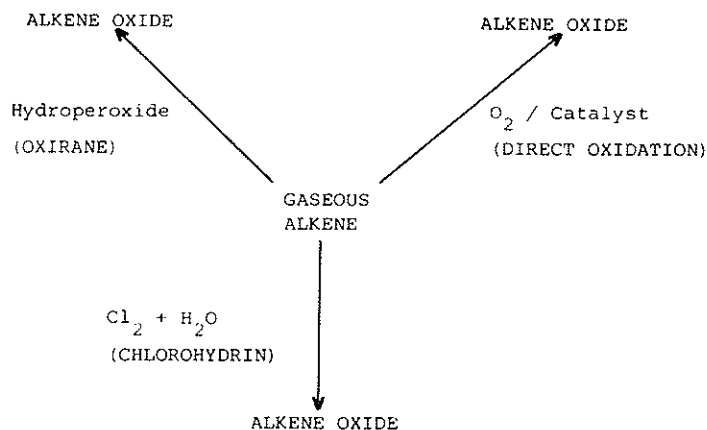 ALKENE OXIDE
ALKENE OXIDE
Hydroperoxide
(OXIRANE)
O2 / Catalyst
(DIRECT OXIDATION)
GASEOUS
ALKENE
Cl2 + H2O
(CHLOROHYDRIN)
ALKENE OXIDE